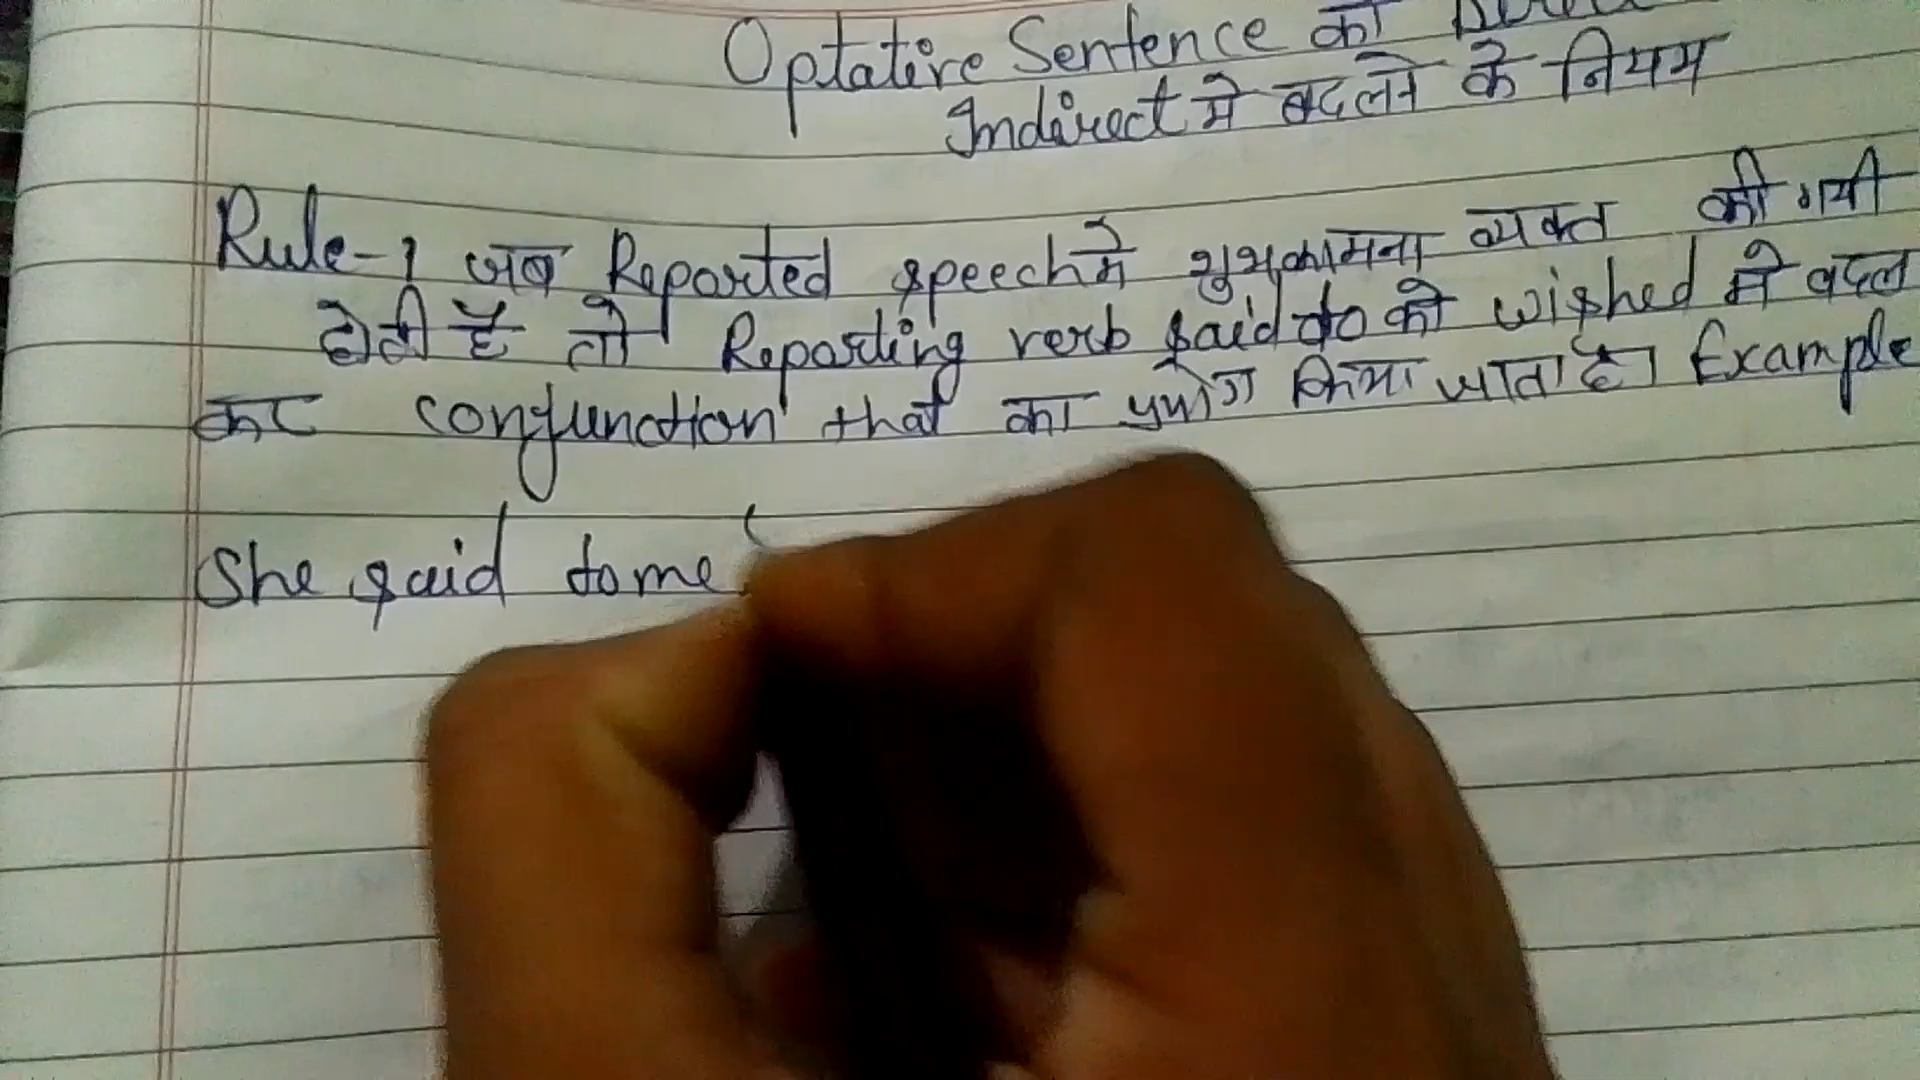 Optative Sentence का Direct
Indirect मे बदलने के नियम
Rule-1 जब Reported speech मे शुभकामना व्यक्त की गयी
होती है तो Reporting verb said to को wished मे बदल
कर conjunction that का प्रयोग किया जाता है। Example
She said to me